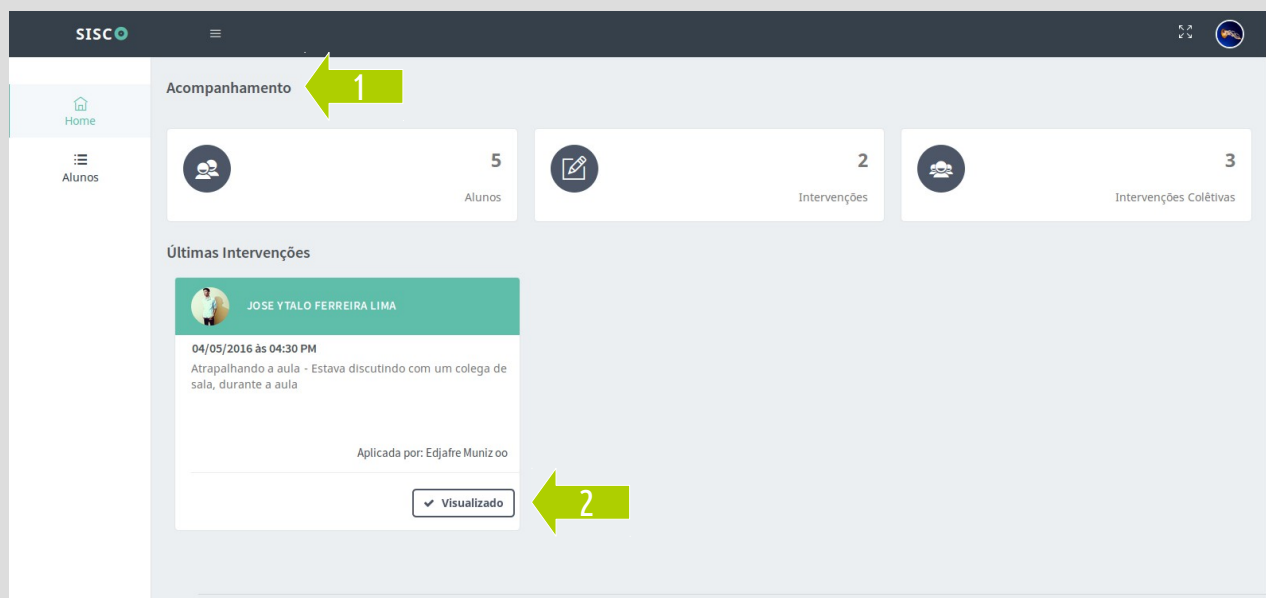 SISCO
Acompanhamento
1
Home
Alunos
5
Alunos
2
Intervenções
3
Intervenções Colêtivas
Últimas Intervenções
JOSE YTALO FERREIRA LIMA
04/05/2016 às 04:30 PM
Atrapalhando a aula - Estava discutindo com um colega de
sala, durante a aula
Aplicada por: Edjafre Muniz oo
Visualizado
2